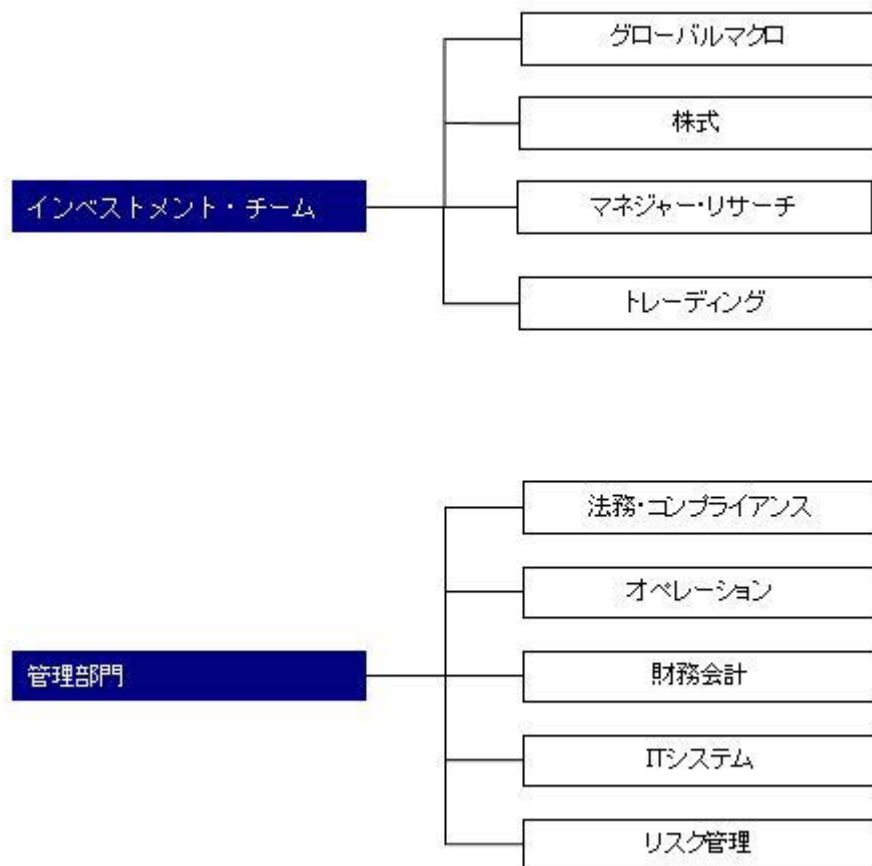 グローバルマクロ
株式
インベストメント・チーム
マネジャー・リサーチ
トレーディング
法務・コンプライアンス
オペレーション
管理部門
財務会計
ITシステム
リスク管理